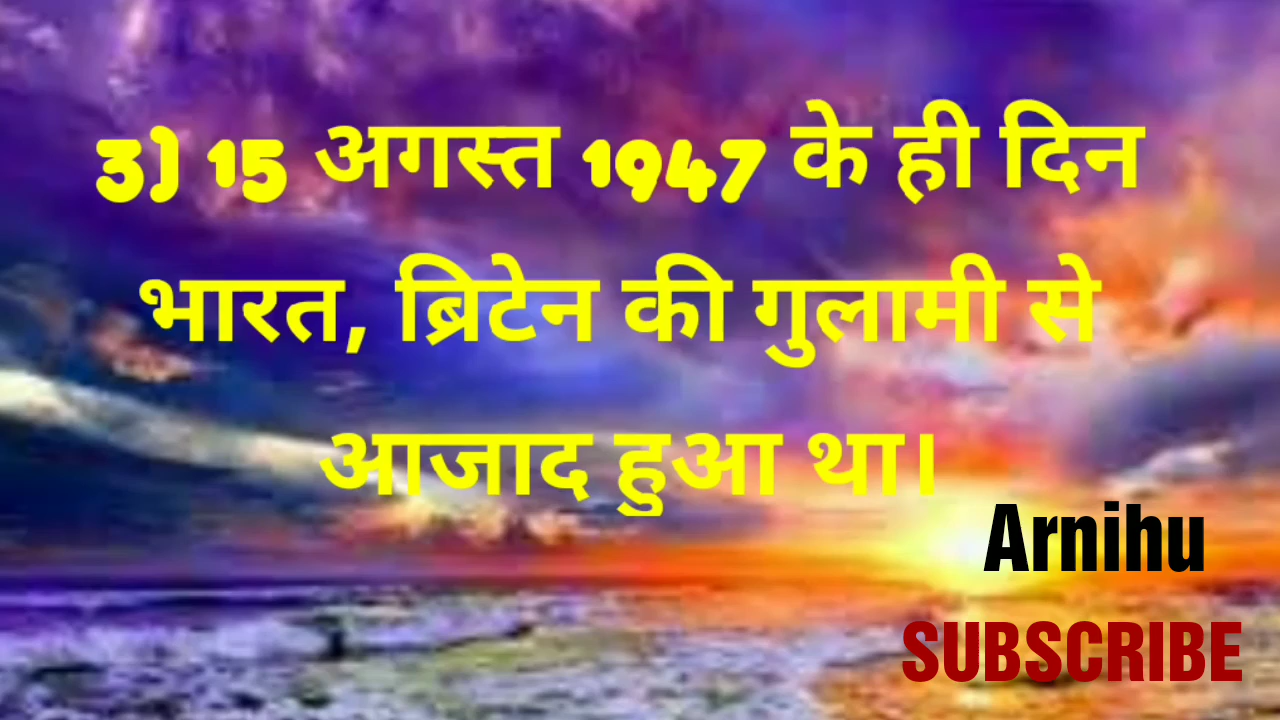 3) 15 अगस्त 1947 के ही दिन
भारत, ब्रिटेन की गुलामी से
आजाद हुआ था।
Arnihu
SUBSCRIBE